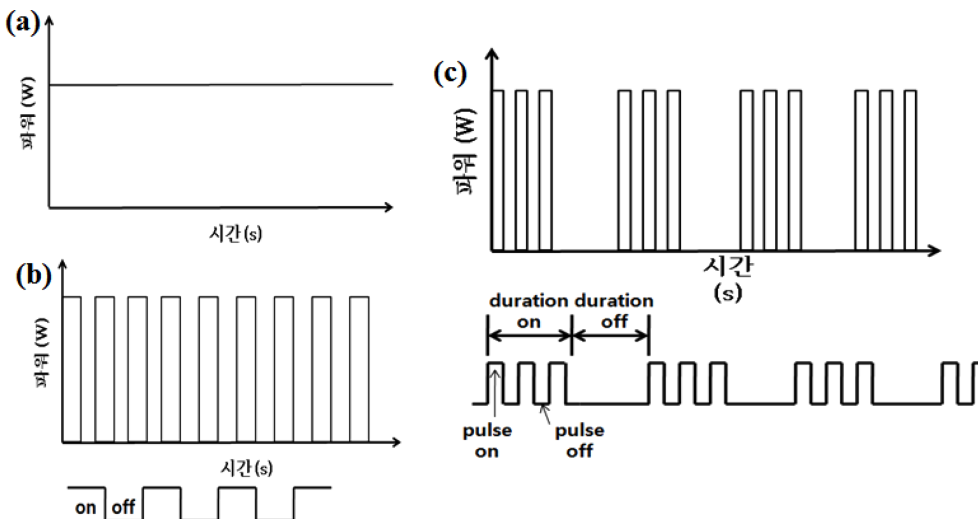 (a)
파워 (W)
시간 (s)
(b)
파워 (W)
시간 (s)
on off
(c)
파워 (W)
시간
(s)
duration duration
on off
pulse pulse
on off